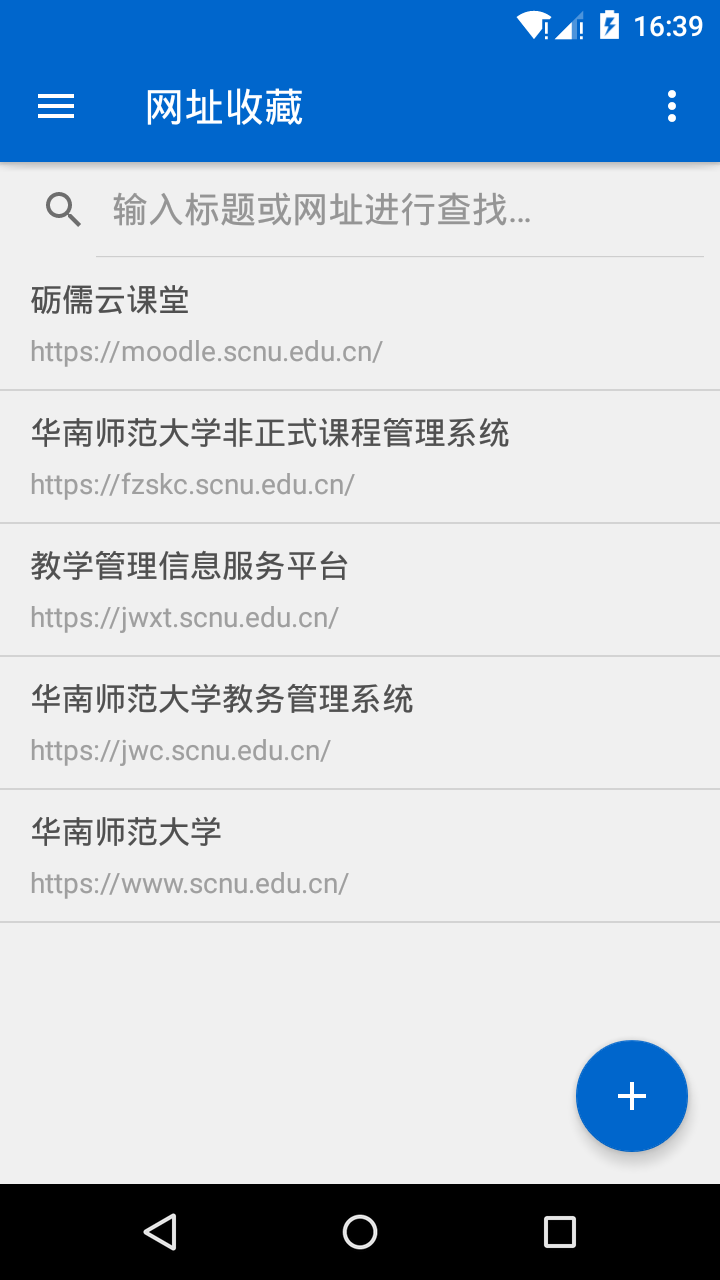 16:39
网址收藏
输入标题或网址进行查找...
砺儒云课堂
https://moodle.scnu.edu.cn/
华南师范大学非正式课程管理系统
https://fzskc.scnu.edu.cn/
教学管理信息服务平台
https://jwxt.scnu.edu.cn/
华南师范大学教务管理系统
https://jwc.scnu.edu.cn/
华南师范大学
https://www.scnu.edu.cn/